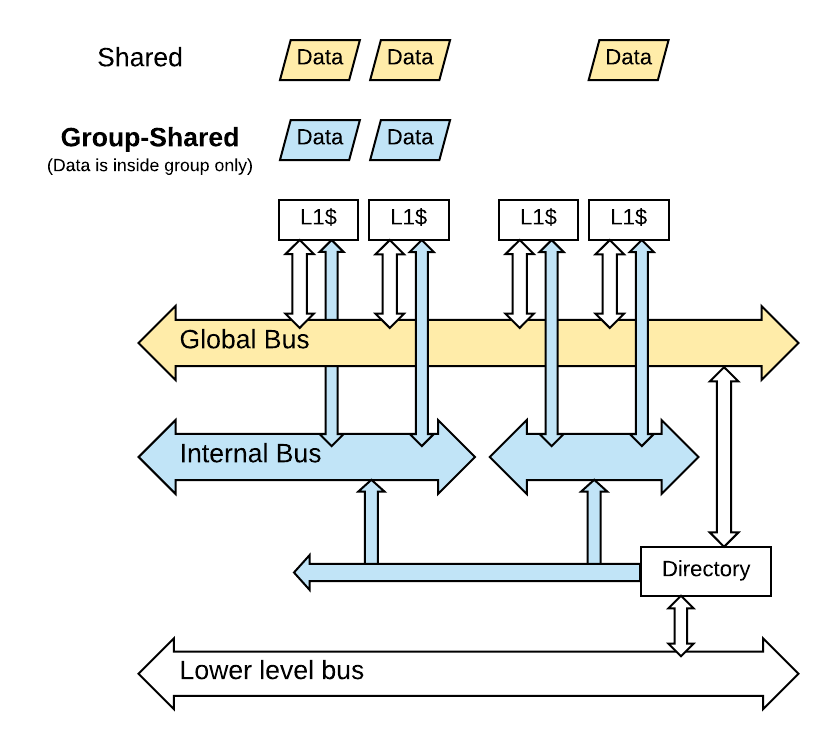 Shared
Data
Data
Data
Group-Shared
(Data is inside group only)
Data
Data
L1$
L1$
L1$
L1$
Global Bus
Internal Bus
Directory
Lower level bus